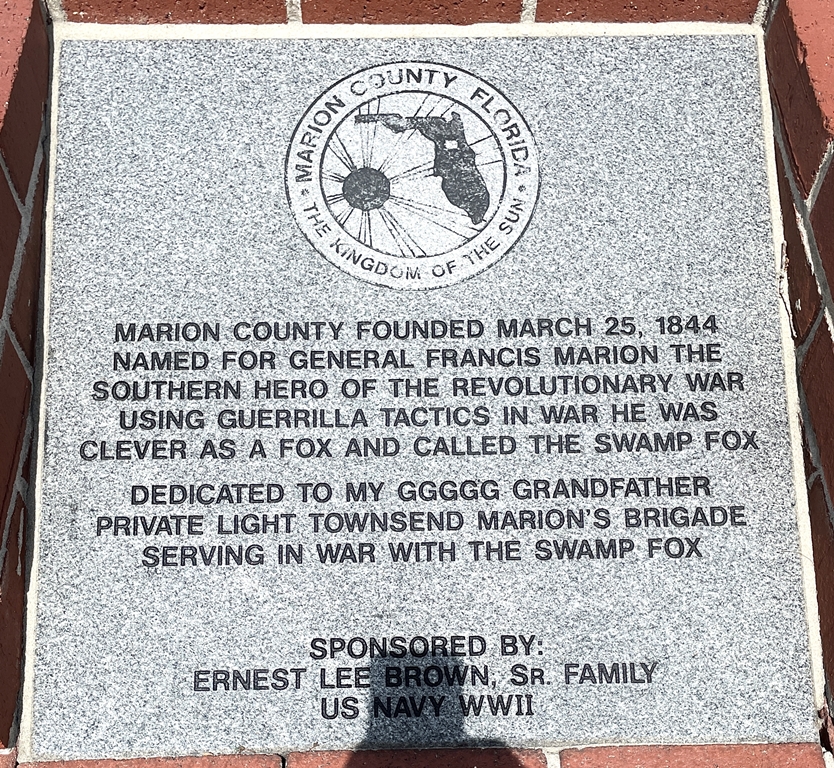 MARION COUNTY FLORIDA
THE KINGDOM OF THE SUN
MARION COUNTY FOUNDED MARCH 25, 1844
NAMED FOR GENERAL FRANCIS MARION THE
SOUTHERN HERO OF THE REVOLUTIONARY WAR
USING GUERRILLA TACTICS IN WAR HE WAS
CLEVER AS A FOX AND CALLED THE SWAMP FOX
DEDICATED TO MY GGGGG GRANDFATHER
PRIVATE LIGHT TOWNSEND MARION'S BRIGADE
SERVING IN WAR WITH THE SWAMP FOX
SPONSORED BY:
ERNEST LEE BROWN, SR. FAMILY
US NAVY WWII